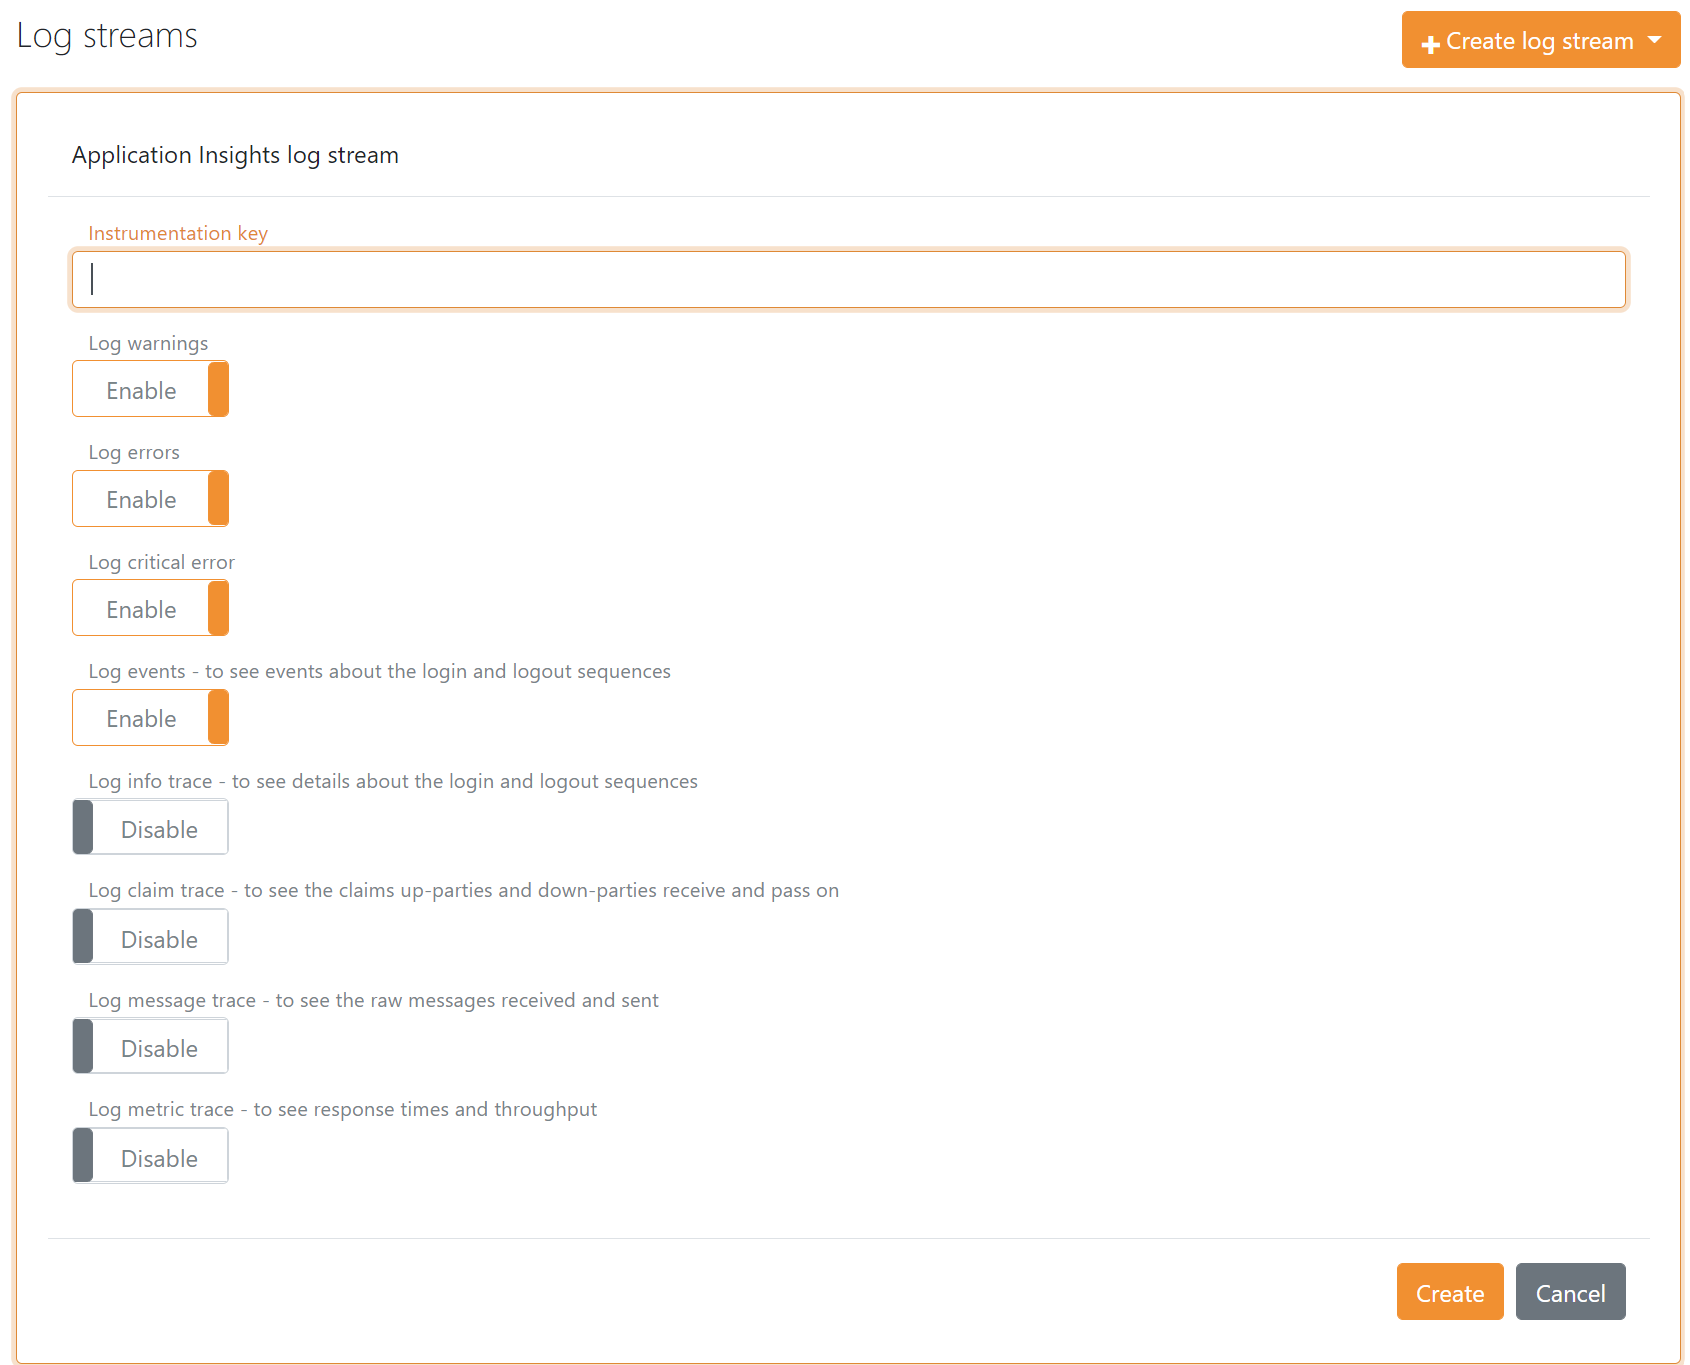 Log streams
Create log stream
Application Insights log stream
Instrumentation key
Log warnings
Enable
Log errors
Enable
Log critical error
Enable
Log events - to see events about the login and logout sequences
Enable
Log info trace - to see details about the login and logout sequences
Disable
Log claim trace - to see the claims up-parties and down-parties receive and pass on
Disable
Log message trace - to see the raw messages received and sent
Disable
Log metric trace - to see response times and throughput
Disable
Create Cancel